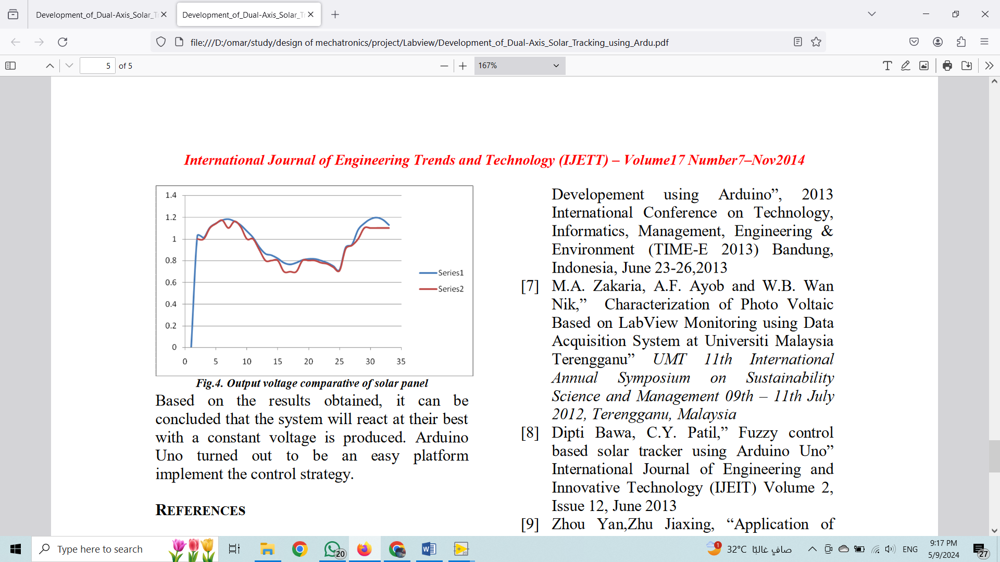 Development_of_Dual-Axis_Solar_Tr
Development_of_Dual-Axis_Solar_Tr
file:///D:/omar/study/design of mechatronics/project/Labview/Development_of_Dual-Axis_Solar_Tracking_using_Ardu.pdf
5 of 5
167%
International Journal of Engineering Trends and Technology (IJETT) – Volume17 Number7–Nov2014
1.4
1.2
1
0.8
0.6
0.4
0.2
0
0 5 10 15 20 25 30 35
Series1
Series2
Fig.4. Output voltage comparative of solar panel
Based on the results obtained, it can be
concluded that the system will react at their best
with a constant voltage is produced. Arduino
Uno turned out to be an easy platform
implement the control strategy.
REFERENCES
Developement using Arduino”, 2013
International Conference on Technology,
Informatics, Management, Engineering &
Environment (TIME-E 2013) Bandung,
Indonesia, June 23-26,2013
[7] M.A. Zakaria, A.F. Ayob and W.B. Wan
Nik,” Characterization of Photo Voltaic
Based on LabView Monitoring using Data
Acquisition System at Universiti Malaysia
Terengganu” UMT 11th International
Annual Symposium on Sustainability
Science and Management 09th – 11th July
2012, Terengganu, Malaysia
[8] Dipti Bawa, C.Y. Patil,” Fuzzy control
based solar tracker using Arduino Uno”
International Journal of Engineering and
Innovative Technology (IJEIT) Volume 2,
Issue 12, June 2013
[9] Zhou Yan,Zhu Jiaxing, “Application of
Type here to search
20
1
32°C صافٍ غالبًا
ENG
9:17 PM
5/9/2024
27